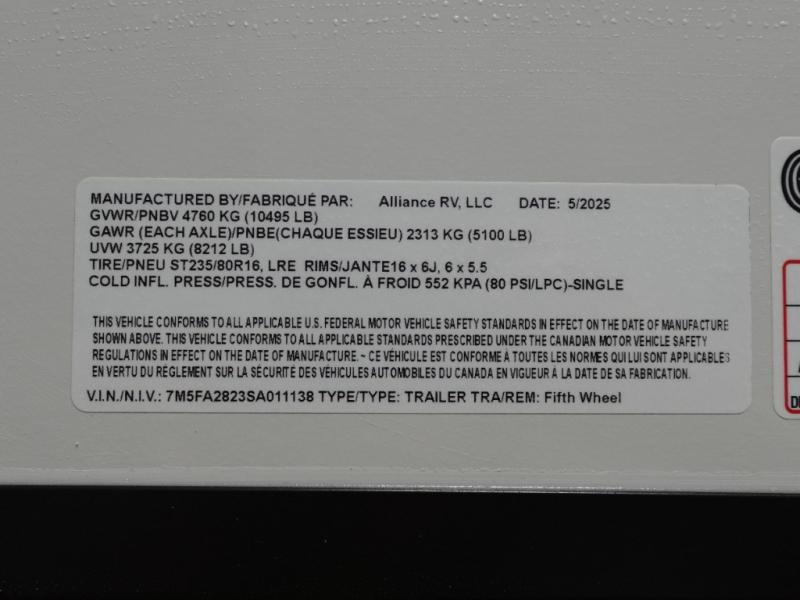 MANUFACTURED BY/FABRIQUÉ PAR: Alliance RV, LLC DATE: 5/2025
GVWR/PNBV 4760 KG (10495 LB)
GAWR (EACH AXLE)/PNBE(CHAQUE ESSIEU) 2313 KG (5100 LB)
UVW 3725 KG (8212 LB)
TIRE/PNEU ST235/80R16, LRE RIMS/JANTE16 x 6J, 6 x 5.5
COLD INFL. PRESS/PRESS. DE GONFL. À FROID 552 KPA (80 PSI/LPC)-SINGLE
THIS VEHICLE CONFORMS TO ALL APPLICABLE U.S. FEDERAL MOTOR VEHICLE SAFETY STANDARDS IN EFFECT ON THE DATE OF MANUFACTURE
SHOWN ABOVE. THIS VEHICLE CONFORMS TO ALL APPLICABLE STANDARDS PRESCRIBED UNDER THE CANADIAN MOTOR VEHICLE SAFETY
REGULATIONS IN EFFECT ON THE DATE OF MANUFACTURE. ~ CE VÉHICULE EST CONFORME À TOUTES LES NORMES QUI LUI SONT APPLICABLES
EN VERTU DU RÈGLEMENT SUR LA SÉCURITÉ DES VÉHICULES AUTOMOBILES DU CANADA EN VIGUEUR À LA DATE DE SA FABRICATION.
V.I.N./N.I.V.: 7M5FA2823SA011138 TYPE/TYPE: TRAILER TRA/REM: Fifth Wheel